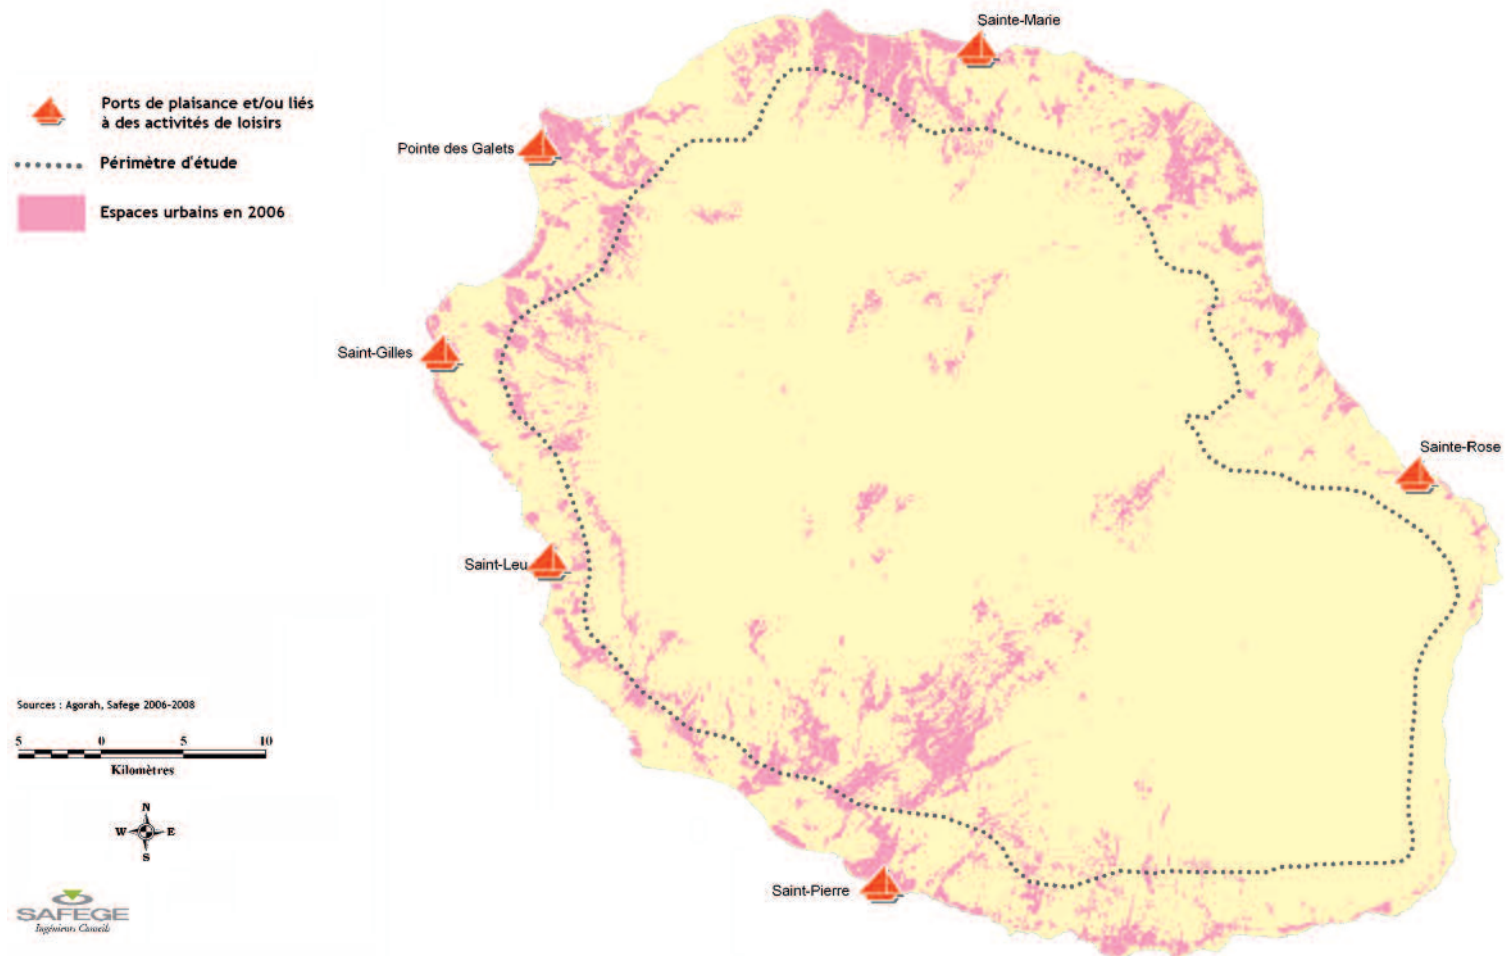 Sainte-Marie
Ports de plaisance et/ou liés
à des activités de loisirs
Pointe des Galets
Périmètre d'étude
Espaces urbains en 2006
Saint-Gilles
Sainte-Rose
Saint-Leu
Sources : Agorah, Safege 2006-2008
5 0 5 10
Kilomètres
N
W E
S
Saint-Pierre
SAFEGE
Ingénieurs Conseils